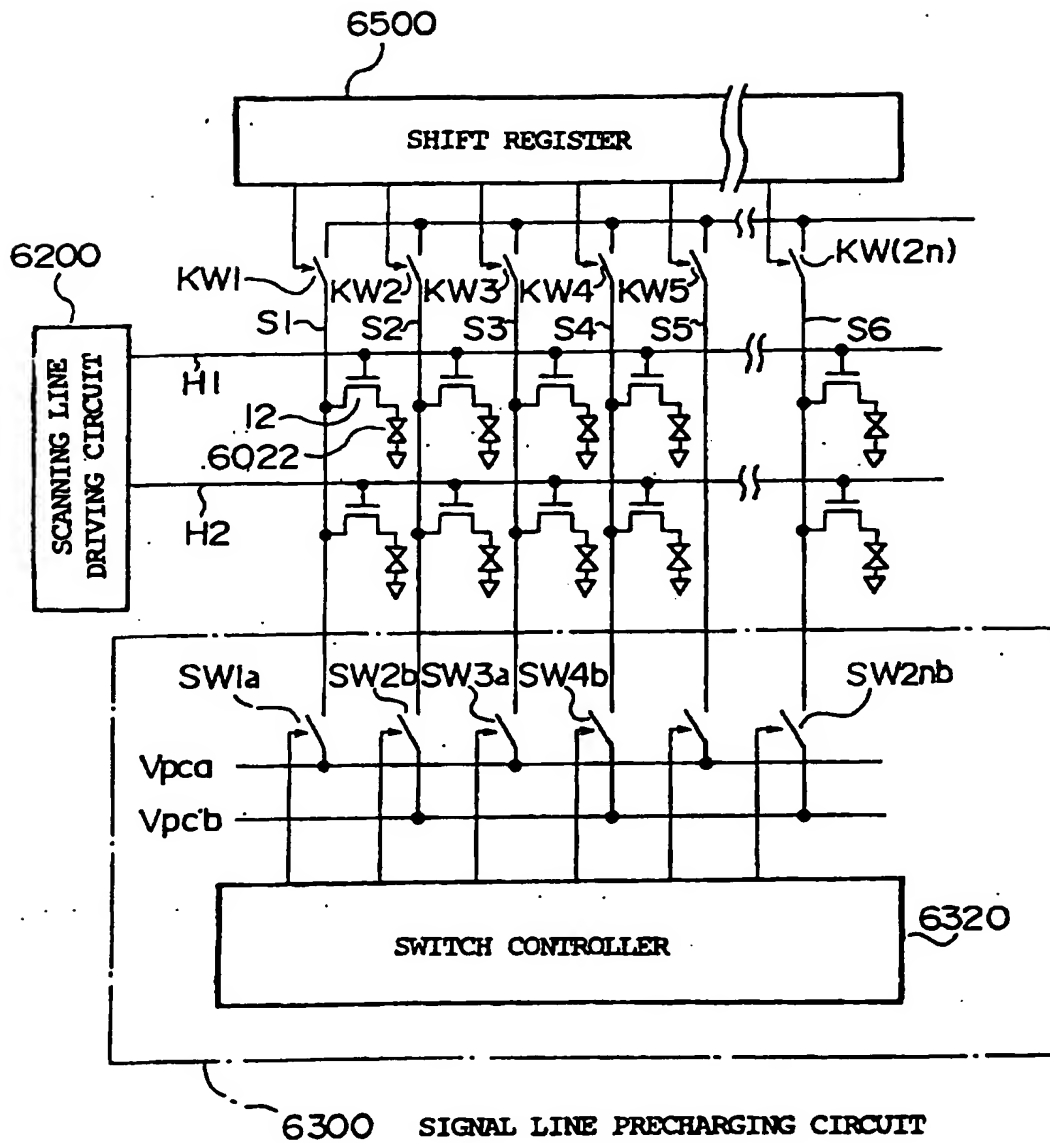 6500
SHIFT REGISTER
6200
KW1
KW2
KW3
KW4
KW5
KW(2n)
S1
S2
S3
S4
S5
S6
SCANNING LINE
DRIVING CIRCUIT
H1
12
6022
H2
SW1a
SW2b
SW3a
SW4b
SW2nb
Vpca
Vpcb
SWITCH CONTROLLER
6320
6300 SIGNAL LINE PRECHARGING CIRCUIT